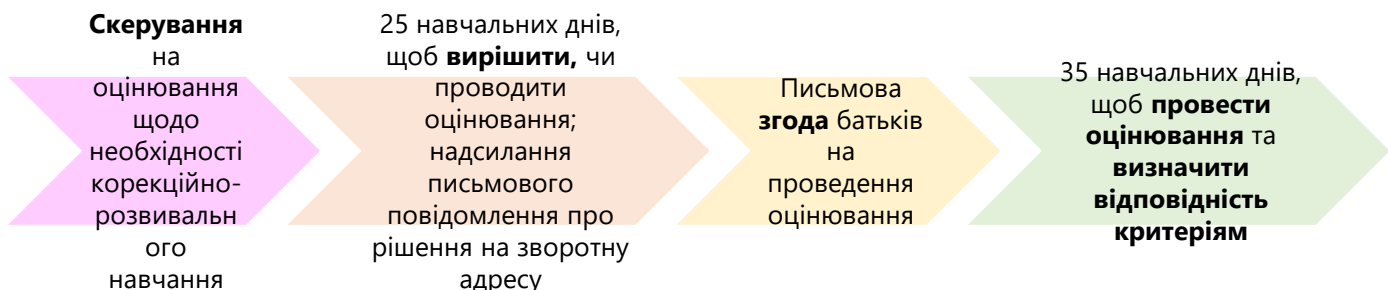 Скерування
на
оцінювання
щодо
необхідності
корекційно-
розвивальн
ого
навчання
25 навчальних днів,
щоб вирішити, чи
проводити
оцінювання;
надсилання
письмового
повідомлення про
рішення на зворотну
адресу
Письмова
згода батьків
на
проведення
оцінювання
35 навчальних днів,
щоб провести
оцінювання та
визначити
відповідність
критеріям